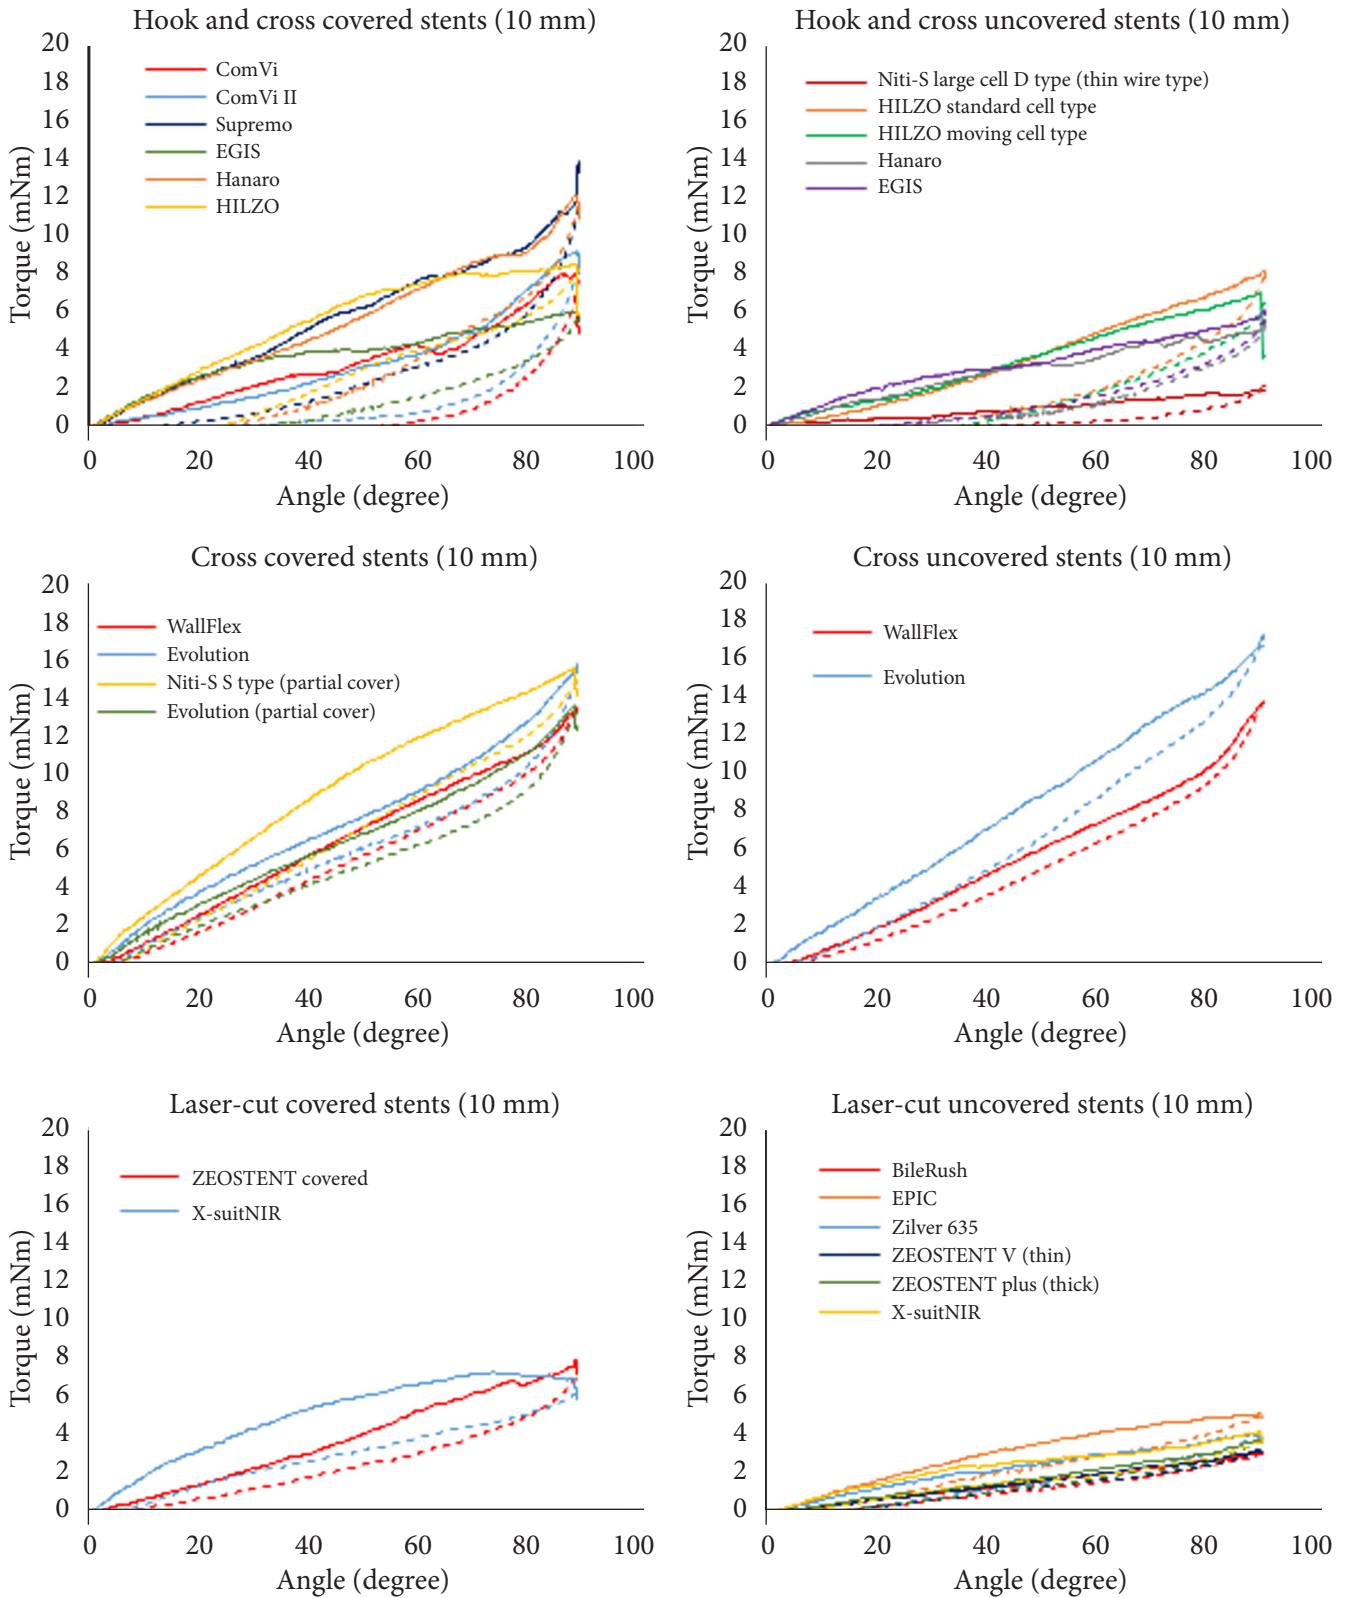 Hook and cross covered stents (10 mm)
20
18
16
14
12
10
8
6
4
2
0
Torque (mNm)
ComVi
ComVi II
Supremo
EGIS
Hanaro
HILZO
0 20 40 60 80 100
Angle (degree)
Hook and cross uncovered stents (10 mm)
20
18
16
14
12
10
8
6
4
2
0
Torque (mNm)
Niti-S large cell D type (thin wire type)
HILZO standard cell type
HILZO moving cell type
Hanaro
EGIS
0 20 40 60 80 100
Angle (degree)
Cross covered stents (10 mm)
20
18
16
14
12
10
8
6
4
2
0
Torque (mNm)
WallFlex
Evolution
Niti-S S type (partial cover)
Evolution (partial cover)
0 20 40 60 80 100
Angle (degree)
Cross uncovered stents (10 mm)
20
18
16
14
12
10
8
6
4
2
0
Torque (mNm)
WallFlex
Evolution
0 20 40 60 80 100
Angle (degree)
Laser-cut covered stents (10 mm)
20
18
16
14
12
10
8
6
4
2
0
Torque (mNm)
ZEOSTENT covered
X-suitNIR
0 20 40 60 80 100
Angle (degree)
Laser-cut uncovered stents (10 mm)
20
18
16
14
12
10
8
6
4
2
0
Torque (mNm)
BileRush
EPIC
Zilver 635
ZEOSTENT V (thin)
ZEOSTENT plus (thick)
X-suitNIR
0 20 40 60 80 100
Angle (degree)